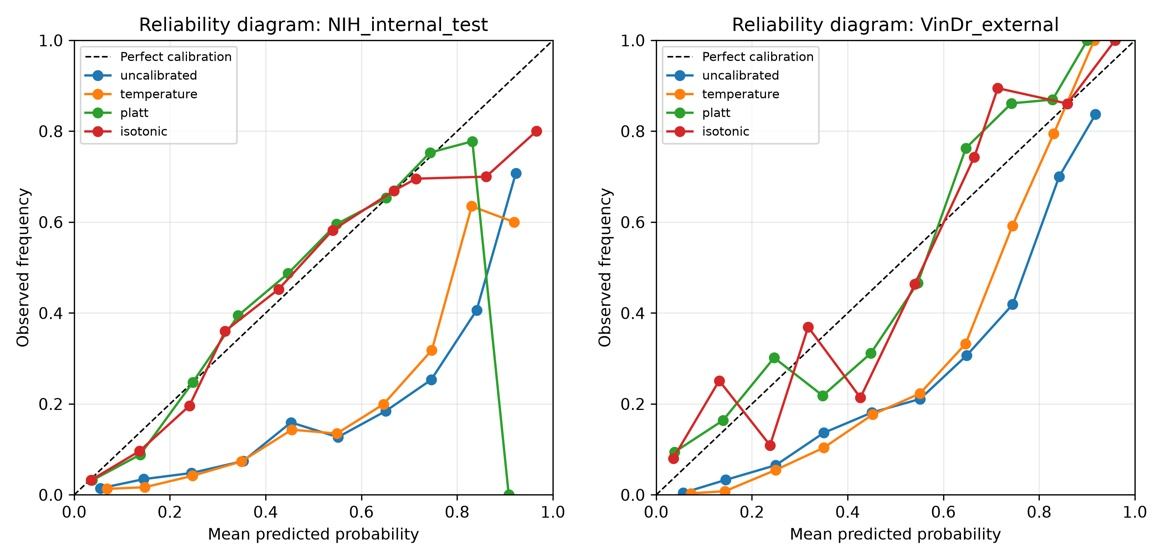 Reliability diagram: NIH_internal_test
1.0
0.8
0.6
0.4
0.2
0.0
Observed frequency
Perfect calibration
uncalibrated
temperature
platt
isotonic
0.0 0.2 0.4 0.6 0.8 1.0
Mean predicted probability
Reliability diagram: VinDr_external
1.0
0.8
0.6
0.4
0.2
0.0
Observed frequency
Perfect calibration
uncalibrated
temperature
platt
isotonic
0.0 0.2 0.4 0.6 0.8 1.0
Mean predicted probability